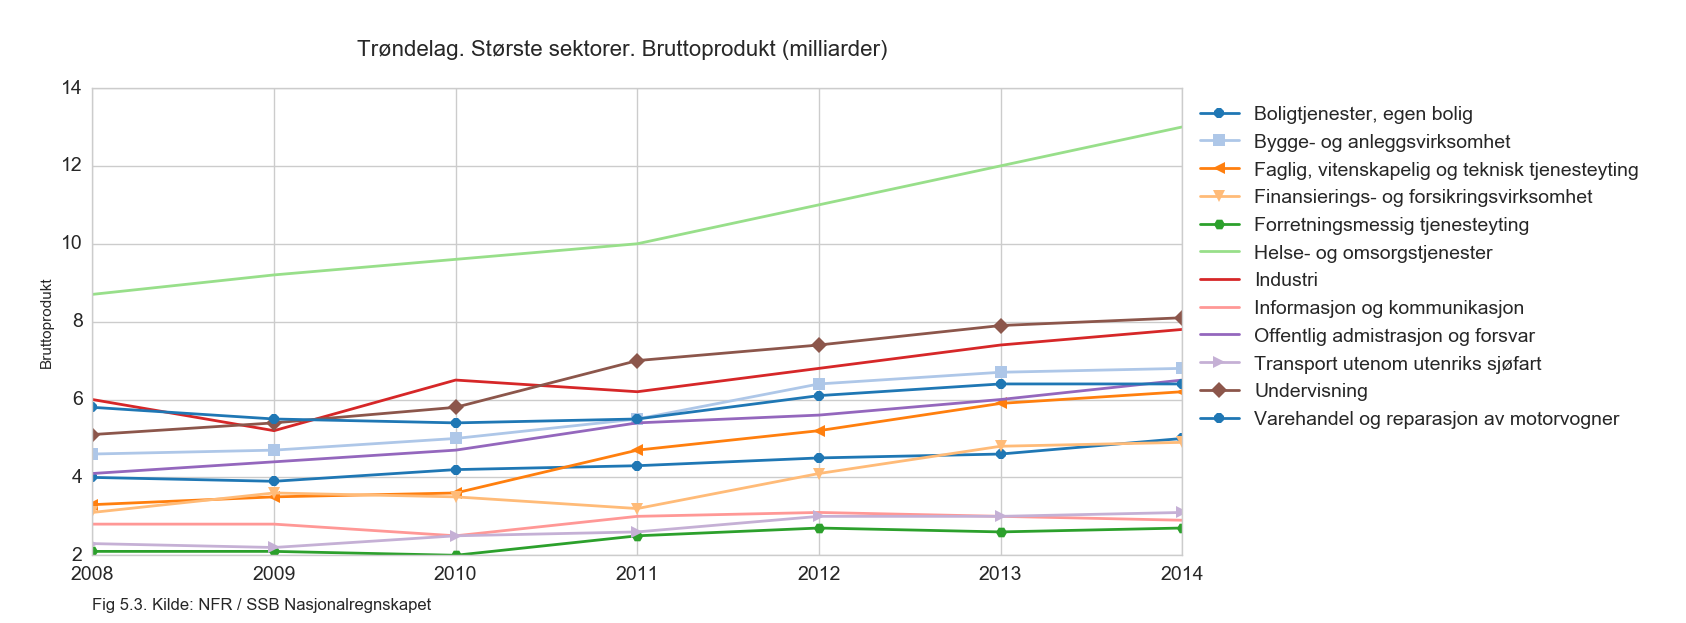 Trøndelag. Største sektorer. Bruttoprodukt (milliarder)
14
12
10
8
6
4
2
Bruttoprodukt
2008 2009 2010 2011 2012 2013 2014
Boligtjenester, egen bolig
Bygge- og anleggsvirksomhet
Faglig, vitenskapelig og teknisk tjenesteyting
Finansierings- og forsikringsvirksomhet
Forretningsmessig tjenesteyting
Helse- og omsorgstjenester
Industri
Informasjon og kommunikasjon
Offentlig admistrasjon og forsvar
Transport utenom utenriks sjøfart
Undervisning
Varehandel og reparasjon av motorvogner
Fig 5.3. Kilde: NFR / SSB Nasjonalregnskapet